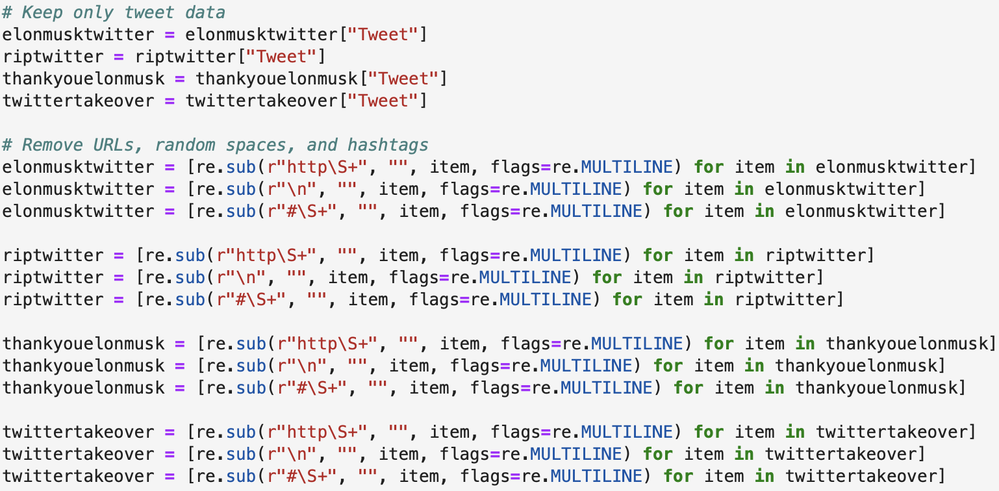 # Keep only tweet data
elonmusktwitter = elonmusktwitter["Tweet"]
riptwitter = riptwitter["Tweet"]
thankyouelonmusk = thankyouelonmusk["Tweet"]
twittertakeover = twittertakeover["Tweet"]

# Remove URLs, random spaces, and hashtags
elonmusktwitter = [re.sub(r"http\S+", "", item, flags=re.MULTILINE) for item in elonmusktwitter]
elonmusktwitter = [re.sub(r"\n", "", item, flags=re.MULTILINE) for item in elonmusktwitter]
elonmusktwitter = [re.sub(r"#\S+", "", item, flags=re.MULTILINE) for item in elonmusktwitter]

riptwitter = [re.sub(r"http\S+", "", item, flags=re.MULTILINE) for item in riptwitter]
riptwitter = [re.sub(r"\n", "", item, flags=re.MULTILINE) for item in riptwitter]
riptwitter = [re.sub(r"#\S+", "", item, flags=re.MULTILINE) for item in riptwitter]

thankyouelonmusk = [re.sub(r"http\S+", "", item, flags=re.MULTILINE) for item in thankyouelonmusk]
thankyouelonmusk = [re.sub(r"\n", "", item, flags=re.MULTILINE) for item in thankyouelonmusk]
thankyouelonmusk = [re.sub(r"#\S+", "", item, flags=re.MULTILINE) for item in thankyouelonmusk]

twittertakeover = [re.sub(r"http\S+", "", item, flags=re.MULTILINE) for item in twittertakeover]
twittertakeover = [re.sub(r"\n", "", item, flags=re.MULTILINE) for item in twittertakeover]
twittertakeover = [re.sub(r"#\S+", "", item, flags=re.MULTILINE) for item in twittertakeover]